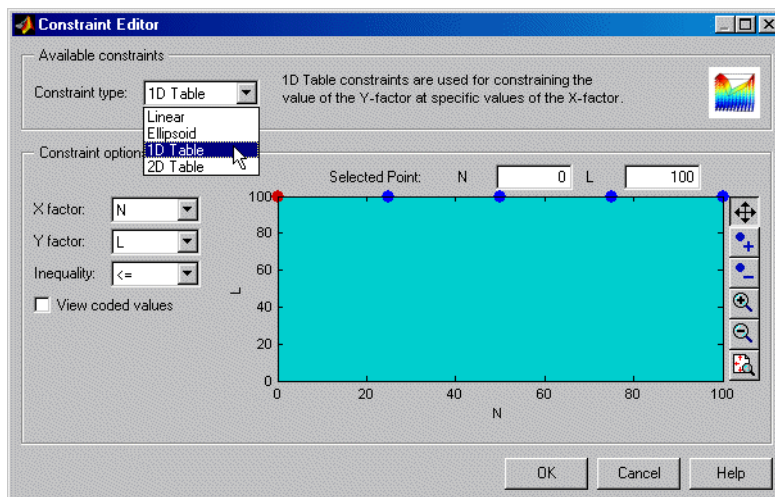 Constraint Editor
Available constraints
Constraint type:
1D Table
1D Table constraints are used for constraining the
value of the Y-factor at specific values of the X-factor.
Linear
Ellipsoid
1D Table
2D Table
Constraint option
Selected Point: N 0 L 100
X factor: N
Y factor: L
Inequality: <=
View coded values
100
80
60
40
20
0
L
0 20 40 60 80 100
N
OK Cancel Help